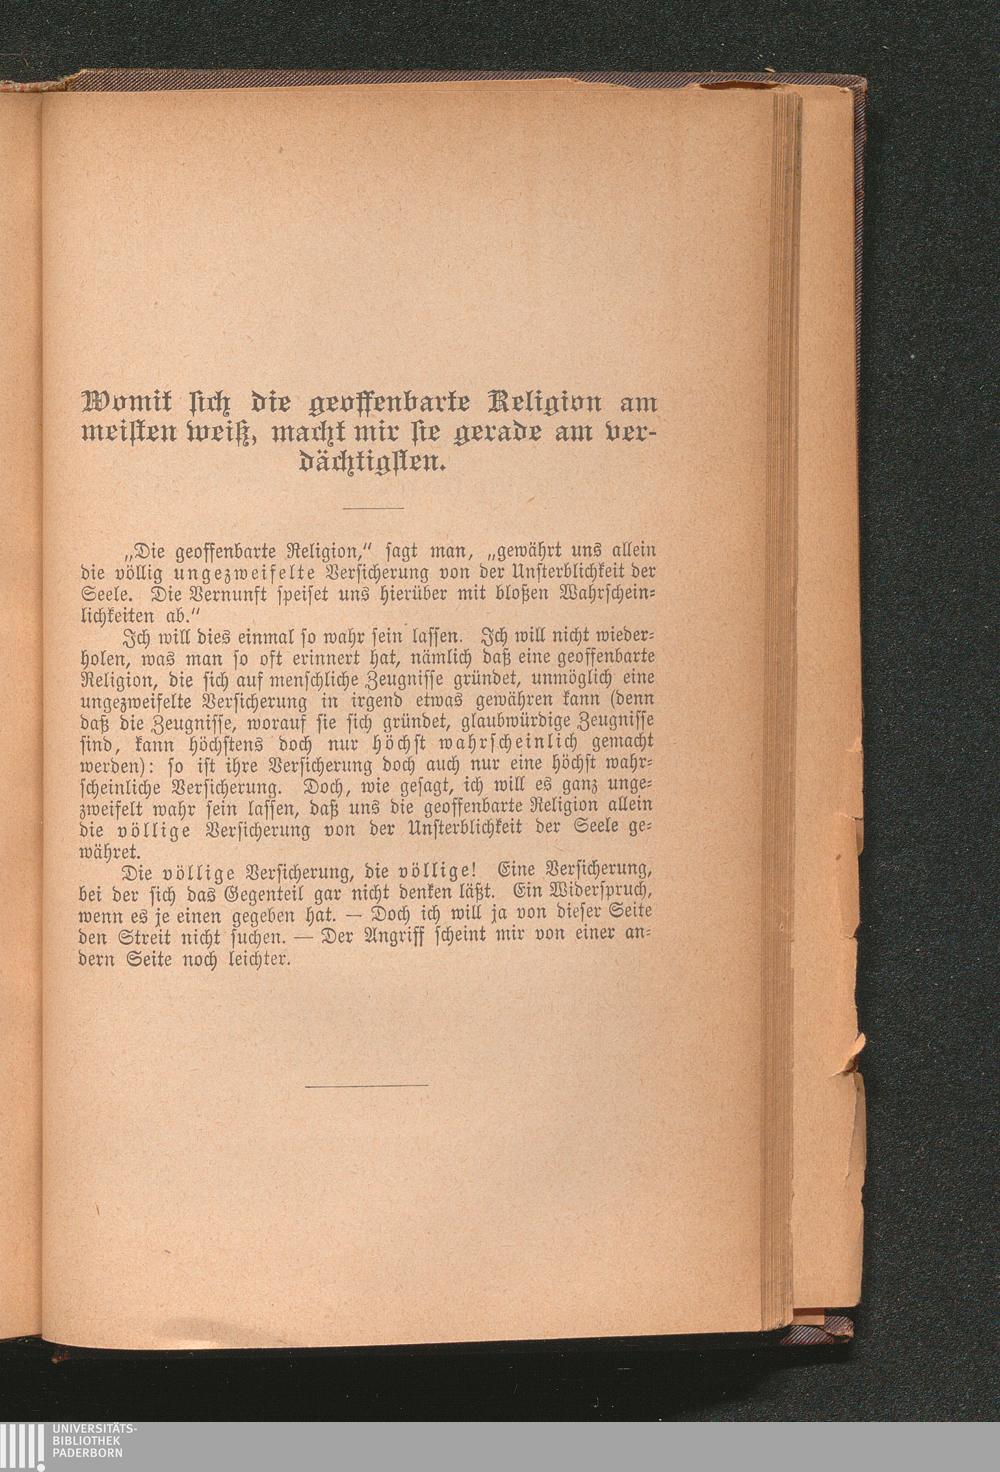 Womit sich die geoffenbarte Religion am
meisten weiß, macht mir sie gerade am ver-
dächtigsten.
„Die geoffenbarte Religion,“ sagt man, „gewährt uns allein
die völlig ungezweifelte Versicherung von der Unsterblichkeit der
Seele. Die Vernunft speiset uns hierüber mit bloßen Wahrschein-
lichkeiten ab.“
Ich will dies einmal so wahr sein lassen. Ich will nicht wieder-
holen, was man so oft erinnert hat, nämlich daß eine geoffenbarte
Religion, die sich auf menschliche Zeugnisse gründet, unmöglich eine
ungezweifelte Versicherung in irgend etwas gewähren kann (denn
daß die Zeugnisse, worauf sie sich gründet, glaubwürdige Zeugnisse
sind, kann höchstens doch nur höchst wahrscheinlich gemacht
werden): so ist ihre Versicherung doch auch nur eine höchst wahr-
scheinliche Versicherung. Doch, wie gesagt, ich will es ganz unge-
zweifelt wahr sein lassen, daß uns die geoffenbarte Religion allein
die völlige Versicherung von der Unsterblichkeit der Seele ge-
währet.
Die völlige Versicherung, die völlige! Eine Versicherung,
bei der sich das Gegenteil gar nicht denken läßt. Ein Widerspruch,
wenn es je einen gegeben hat. — Doch ich will ja von dieser Seite
den Streit nicht suchen. — Der Angriff scheint mir von einer an-
dern Seite noch leichter.
UNIVERSITÄTS-
BIBLIOTHEK
PADERBORN